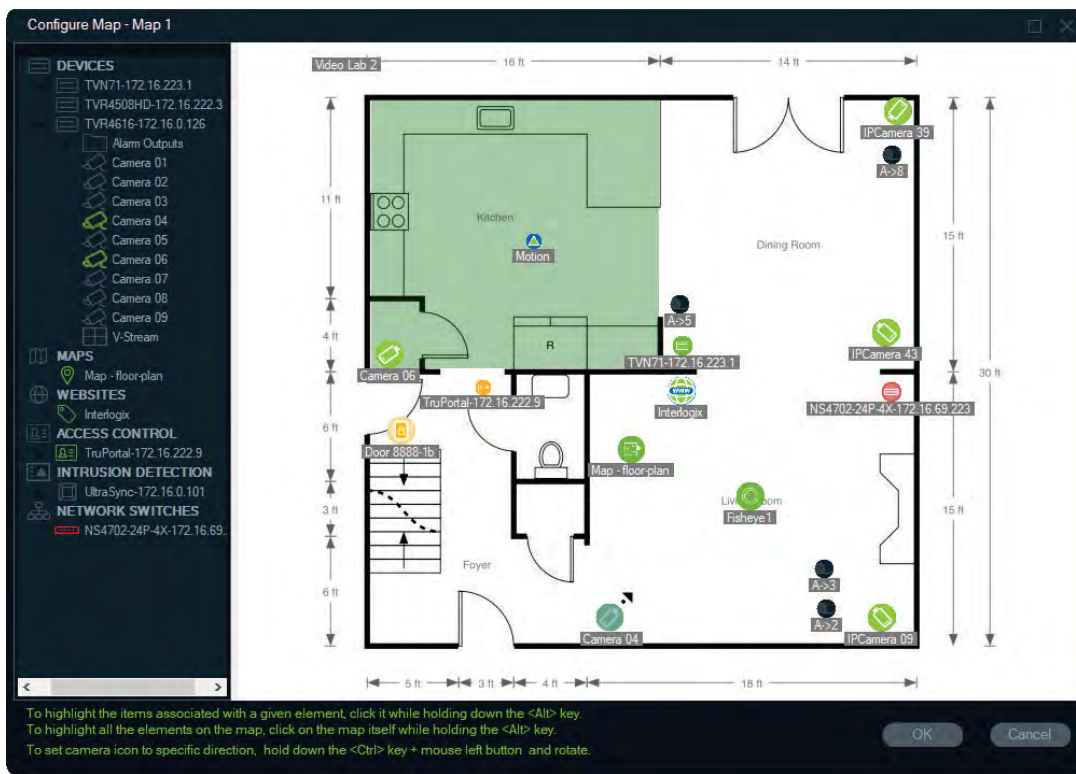 Configure Map - Map 1
DEVICES
TVN71-172.16.223.1
TVR4508HD-172.16.222.3
TVR4616-172.16.0.126
Alarm Outputs
Camera 01
Camera 02
Camera 03
Camera 04
Camera 05
Camera 06
Camera 07
Camera 08
Camera 09
V-Stream
MAPS
Map - floor-plan
WEBSITES
Interlogix
ACCESS CONTROL
TruPortal-172.16.222.9
INTRUSION DETECTION
UltraSync-172.16.0.101
NETWORK SWITCHES
NS4702-24P-4X-172.16.69..
Video Lab 2
16 ft
14 ft
IPCamera 39
A->8
11 ft
Kitchen
Motion
Dining Room
15 ft
A->5
4 ft
R
TVN71-172.16.223.1
IPCamera 43
Camera 06
30 ft
TruPortal-172.16.222.9
WWW
Interlogix
NS4702-24P-4X-172.16.69.223
6 ft
Door 8888-1b
Map - floor-plan
Living Room
Fisheye1
3 ft
15 ft
Foyer
A->3
6 ft
A->2
Camera 04
IPCamera 09
5 ft
3 ft
4 ft
18 ft
To highlight the items associated with a given element, click it while holding down the <Alt> key.
To highlight all the elements on the map, click on the map itself while holding the <Alt> key.
To set camera icon to specific direction, hold down the <Ctrl> key + mouse left button and rotate.
OK
Cancel